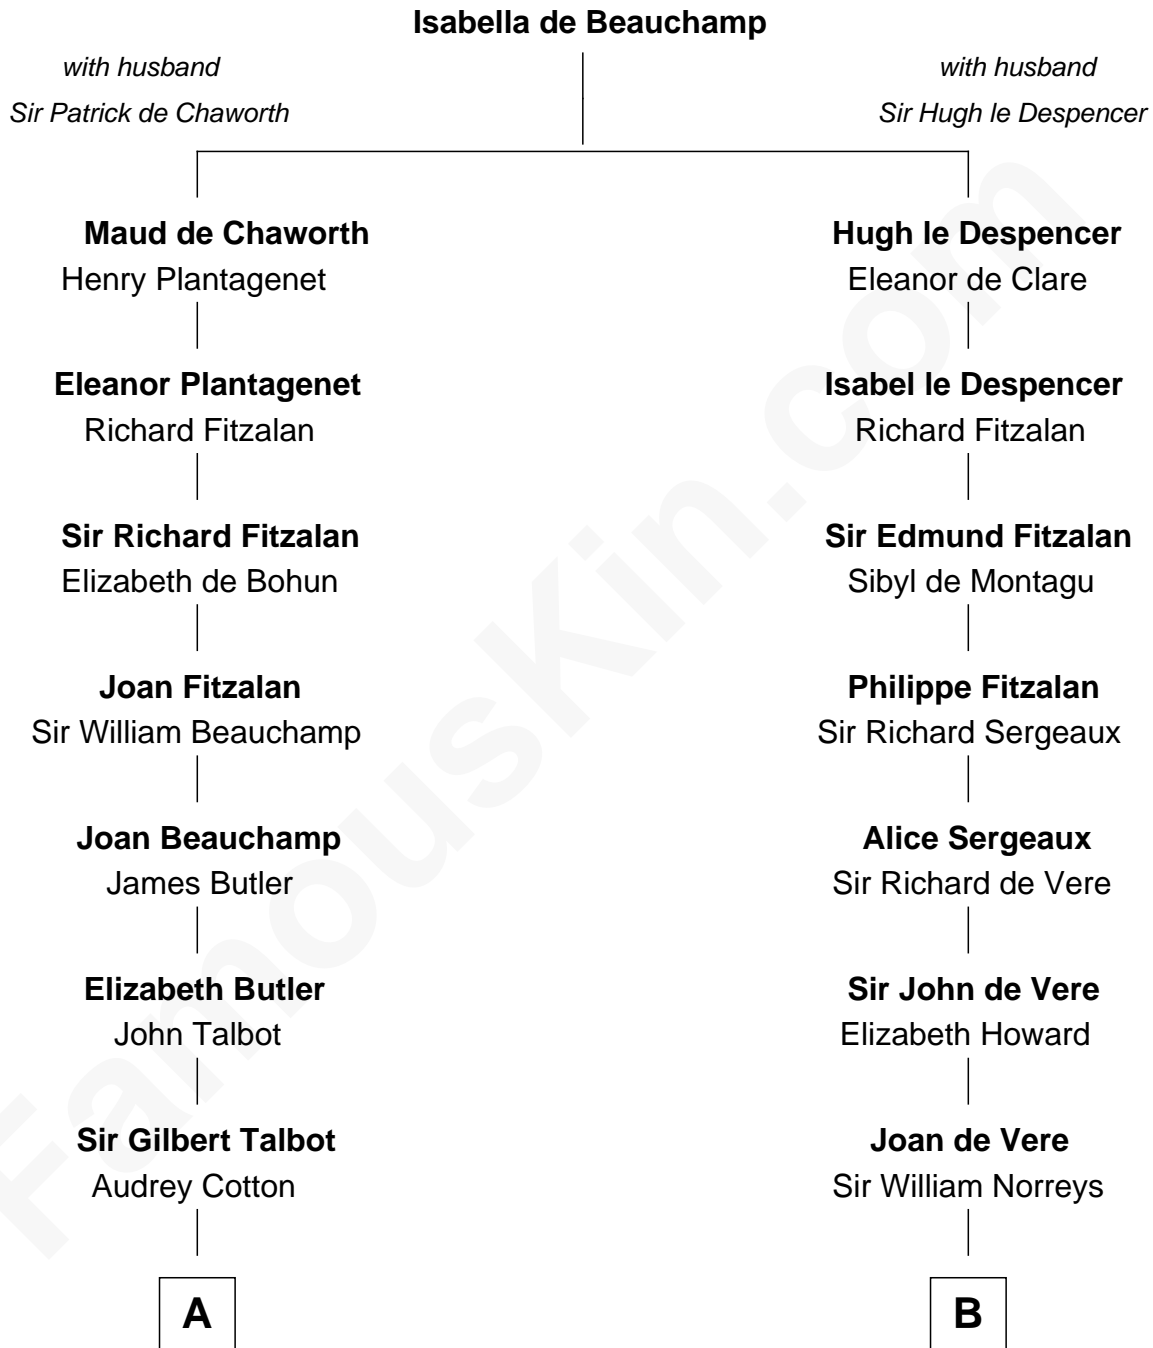 Isabella de Beauchamp
with husband
Sir Patrick de Chaworth
with husband
Sir Hugh le Despencer
Maud de Chaworth
Henry Plantagenet
Hugh le Despencer
Eleanor de Clare
Eleanor Plantagenet
Richard Fitzalan
Isabel le Despencer
Richard Fitzalan
Sir Richard Fitzalan
Elizabeth de Bohun
Sir Edmund Fitzalan
Sibyl de Montagu
Joan Fitzalan
Sir William Beauchamp
Philippe Fitzalan
Sir Richard Sergeaux
Joan Beauchamp
James Butler
Alice Sergeaux
Sir Richard de Vere
Elizabeth Butler
John Talbot
Sir John de Vere
Elizabeth Howard
Sir Gilbert Talbot
Audrey Cotton
Joan de Vere
Sir William Norreys
A
B
FamousKin.com